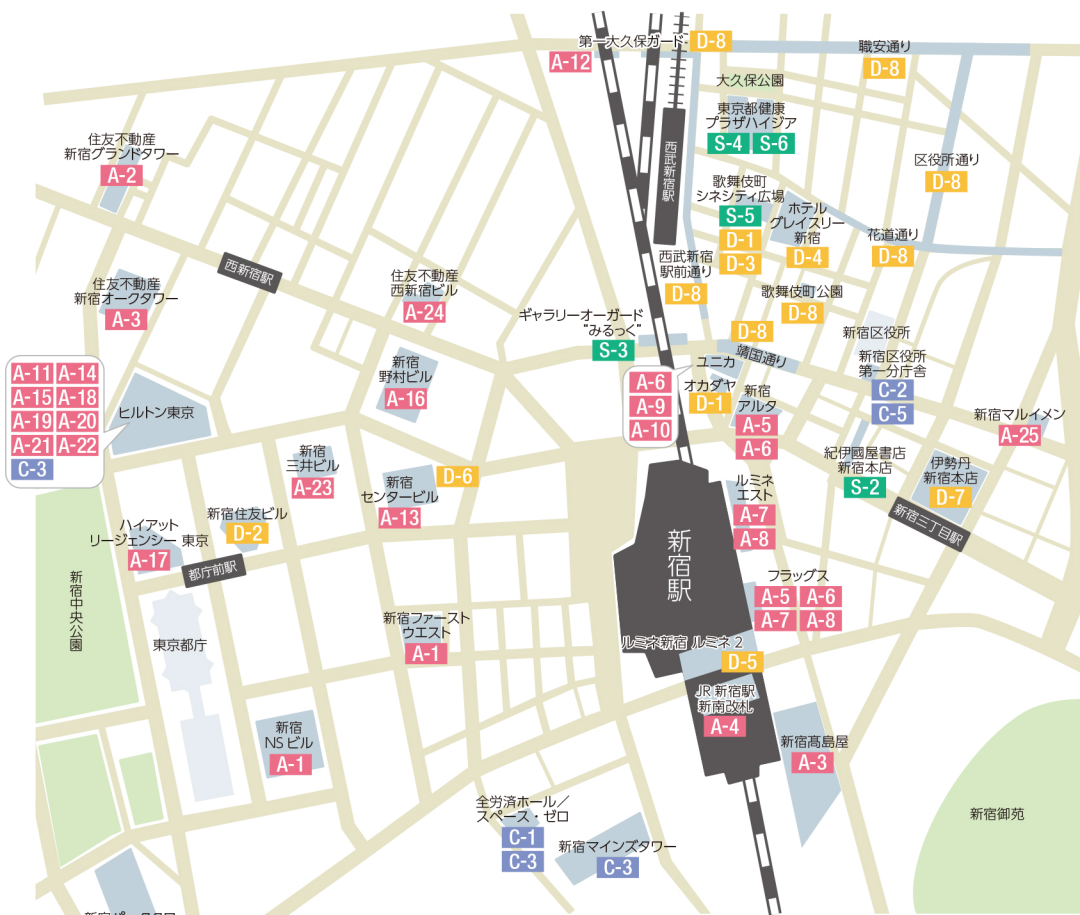 第一大久保ガード
D-8
A-12
職安通り
D-8
大久保公園
東京都健康
プラザハイジア
S-4 S-6
住友不動産
新宿グランドタワー
A-2
西武新宿駅
区役所通り
D-8
歌舞伎町
シネシティ広場
S-5
D-1
D-3
ホテル
グレイスリー
新宿
D-4
花道通り
D-8
西武新宿
駅前通り
D-8
歌舞伎町公園
D-8
西新宿駅
住友不動産
新宿オークタワー
A-3
住友不動産
西新宿ビル
A-24
ギャラリーオーガード
"みるっく"
S-3
D-8
靖国通り
新宿区役所
新宿区役所
第一分庁舎
C-2
C-5
ユニカ
A-6
A-9
A-10
オカダヤ
D-1
新宿
アルタ
A-5
A-6
新宿マルイメン
A-25
A-11 A-14
A-15 A-18
A-19 A-20
A-21 A-22
C-3
ヒルトン東京
新宿
野村ビル
A-16
新宿
三井ビル
A-23
新宿
センタービル
A-13
D-6
紀伊國屋書店
新宿本店
S-2
伊勢丹
新宿本店
D-7
新宿三丁目駅
ルミネ
エスト
A-7
A-8
新宿駅
ハイアット
リージェンシー 東京
A-17
新宿住友ビル
D-2
都庁前駅
新宿中央公園
東京都庁
フラッグス
A-5 A-6
A-7 A-8
新宿ファースト
ウエスト
A-1
ルミネ新宿 ルミネ2
D-5
JR 新宿駅
新南改札
A-4
新宿
NSビル
A-1
新宿髙島屋
A-3
全労済ホール／
スペース・ゼロ
C-1
C-3
新宿マインズタワー
C-3
新宿御苑